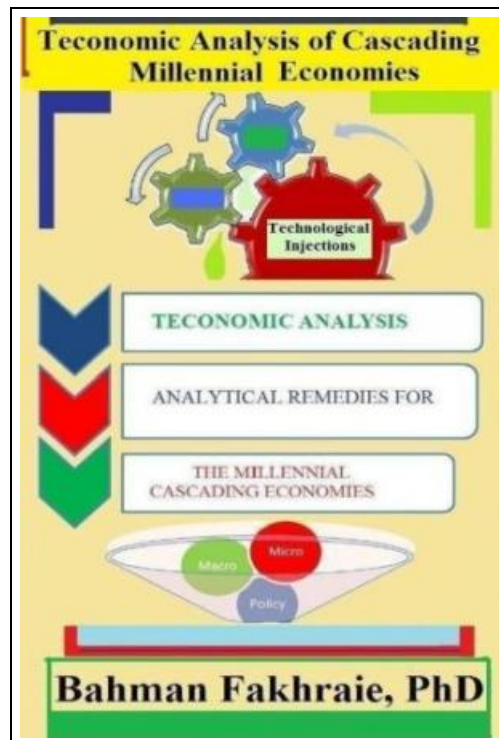 Teconomic Analysis of Cascading
Millennial Economies
Technological
Injections
TECONOMIC ANALYSIS
ANALYTICAL REMEDIES FOR
THE MILLENNIAL
CASCADING ECONOMIES
Macro
Micro
Policy
Bahman Fakhraie, PhD